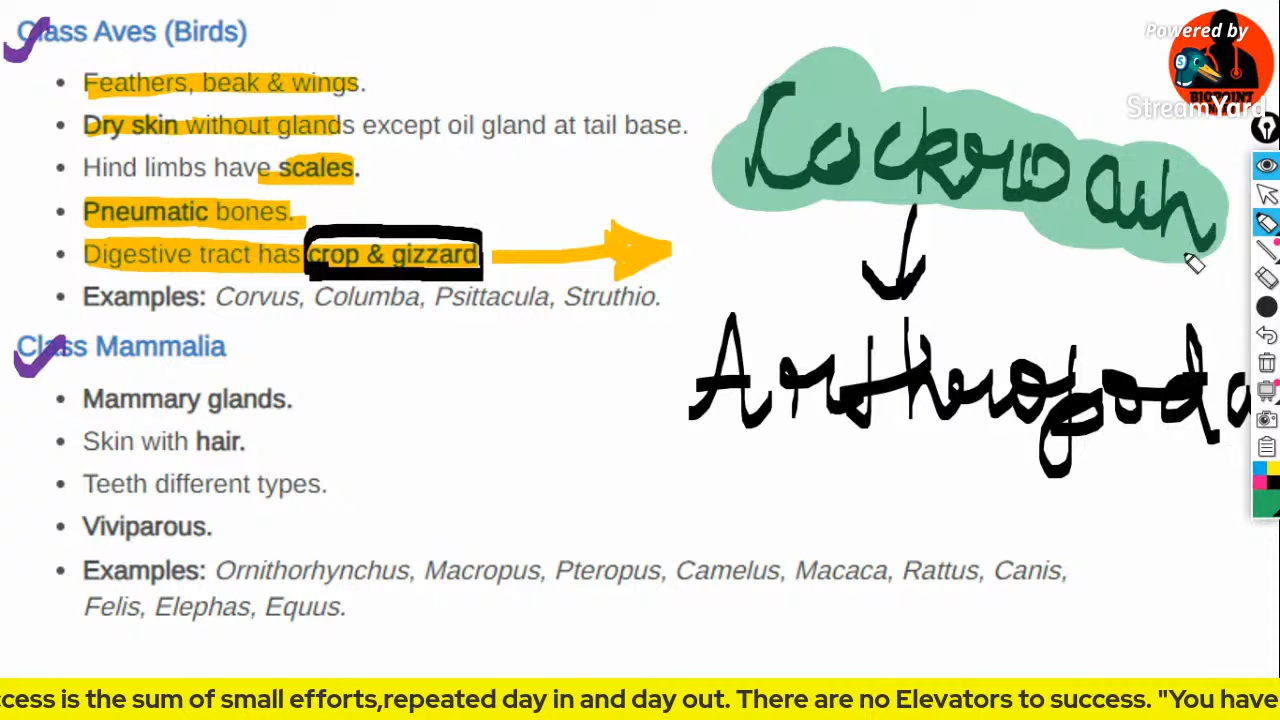 Class Aves (Birds)
• Feathers, beak & wings.
• Dry skin without glands except oil gland at tail base.
• Hind limbs have scales.
• Pneumatic bones.
• Digestive tract has crop & gizzard
• Examples: Corvus, Columba, Psittacula, Struthio.
Class Mammalia
• Mammary glands.
• Skin with hair.
• Teeth different types.
• Viviparous.
• Examples: Ornithorhynchus, Macropus, Pteropus, Camelus, Macaca, Rattus, Canis,
Felis, Elephas, Equus.
Cockroach
Arthropoda
Powered by
StreamYard
ccess is the sum of small efforts,repeated day in and day out. There are no Elevators to success. "You have